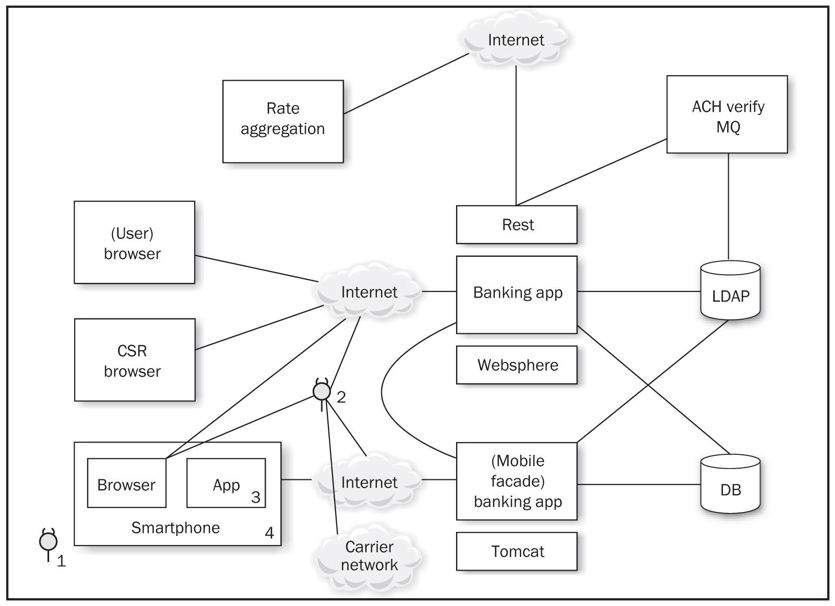 Internet
Rate
aggregation
ACH verify
MQ
Rest
(User)
browser
Internet
Banking app
LDAP
CSR
browser
Websphere
2
Browser
App
3
Smartphone
4
Internet
(Mobile
facade)
banking app
DB
1
Carrier
network
Tomcat